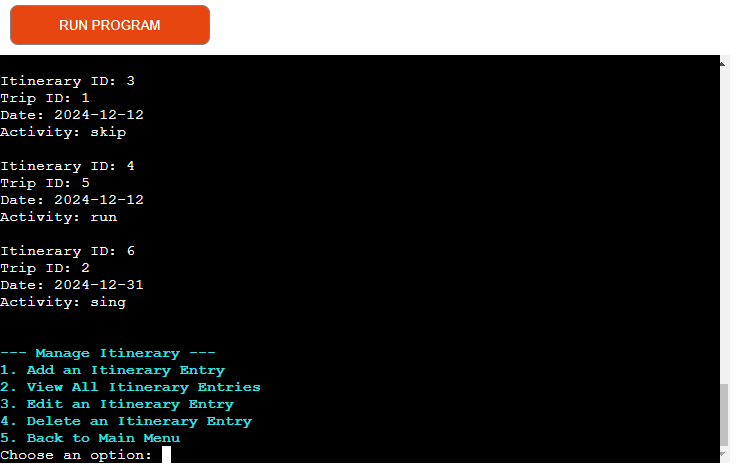 RUN PROGRAM
Itinerary ID: 3
Trip ID: 1
Date: 2024-12-12
Activity: skip
Itinerary ID: 4
Trip ID: 5
Date: 2024-12-12
Activity: run
Itinerary ID: 6
Trip ID: 2
Date: 2024-12-31
Activity: sing
--- Manage Itinerary ---
1. Add an Itinerary Entry
2. View All Itinerary Entries
3. Edit an Itinerary Entry
4. Delete an Itinerary Entry
5. Back to Main Menu
Choose an option: